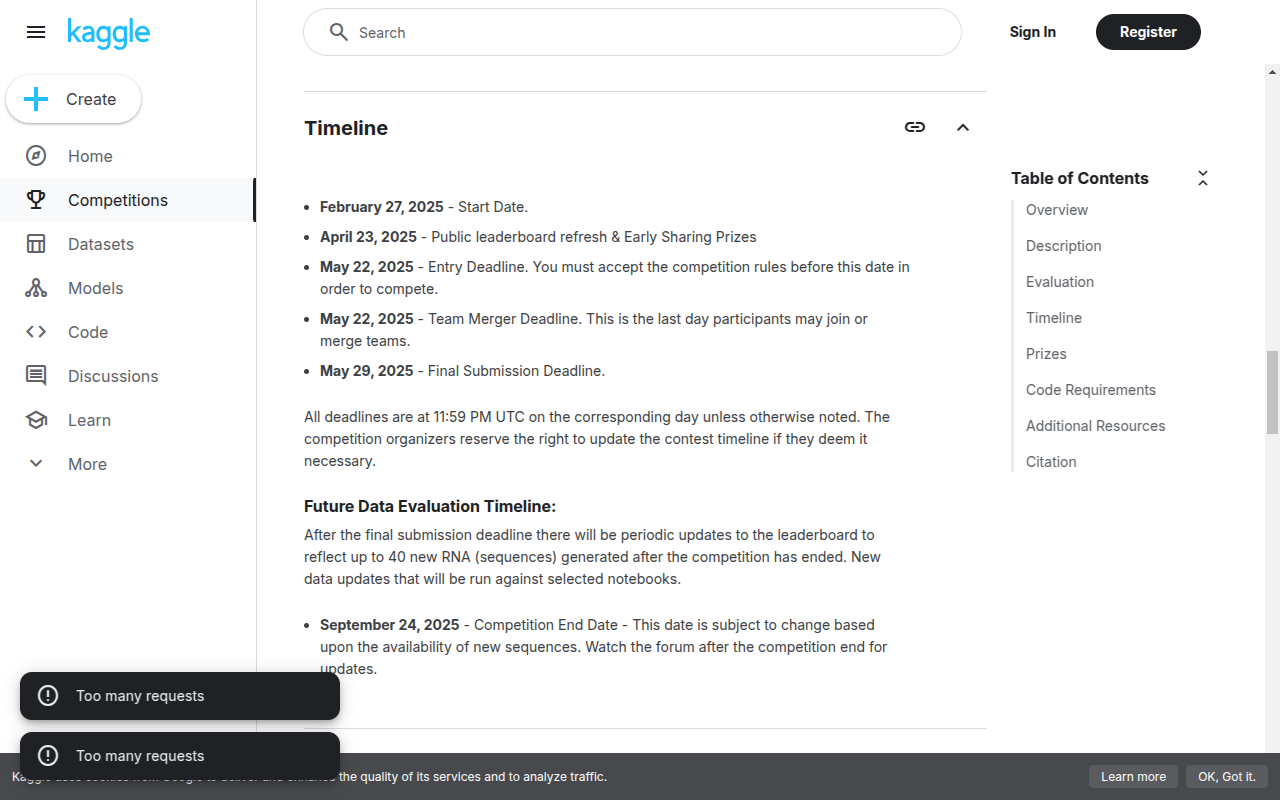 kaggle
Search
Sign In
Register
Create
Home
Competitions
Datasets
Models
Code
Discussions
Learn
More
Timeline
February 27, 2025 - Start Date.
April 23, 2025 - Public leaderboard refresh & Early Sharing Prizes
May 22, 2025 - Entry Deadline. You must accept the competition rules before this date in
order to compete.
May 22, 2025 - Team Merger Deadline. This is the last day participants may join or
merge teams.
May 29, 2025 - Final Submission Deadline.
All deadlines are at 11:59 PM UTC on the corresponding day unless otherwise noted. The
competition organizers reserve the right to update the contest timeline if they deem it
necessary.
Future Data Evaluation Timeline:
After the final submission deadline there will be periodic updates to the leaderboard to
reflect up to 40 new RNA (sequences) generated after the competition has ended. New
data updates that will be run against selected notebooks.
September 24, 2025 - Competition End Date - This date is subject to change based
upon the availability of new sequences. Watch the forum after the competition end for
updates.
Table of Contents
Overview
Description
Evaluation
Timeline
Prizes
Code Requirements
Additional Resources
Citation
Too many requests
Too many requests
the quality of its services and to analyze traffic.
Learn more
OK, Got it.